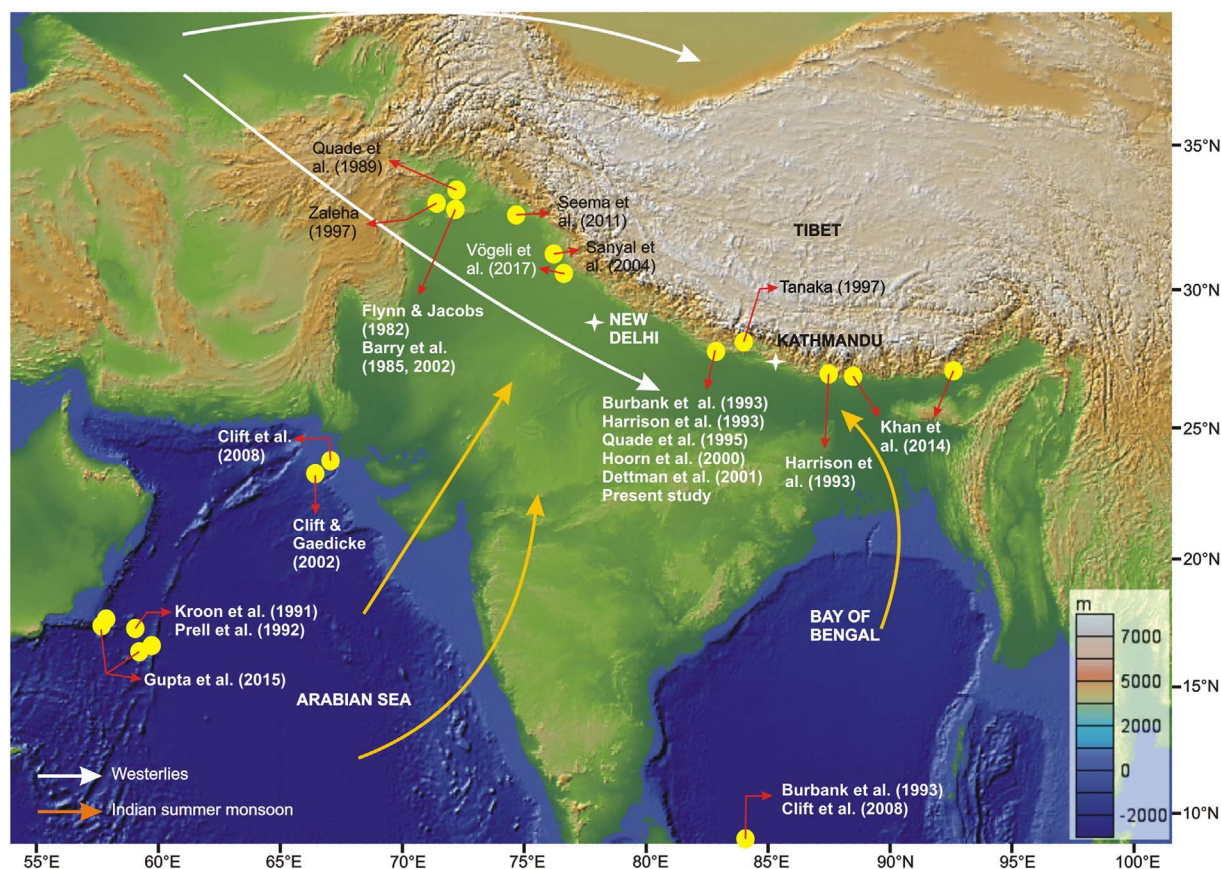 Quade et
al. (1989)
Zaleha
(1997)
Seema et
al. (2011)
Vögeli et
al. (2017)
Sanyal et
al. (2004)
TIBET
Flynn & Jacobs
(1982)
Barry et al.
(1985, 2002)
NEW
DELHI
Tanaka (1997)
KATHMANDU
Burbank et al. (1993)
Harrison et al. (1993)
Quade et al. (1995)
Hoorn et al. (2000)
Dettman et al. (2001)
Present study
Khan et
al. (2014)
Harrison et
al. (1993)
Clift et al.
(2008)
Clift &
Gaedicke
(2002)
Kroon et al. (1991)
Prell et al. (1992)
Gupta et al. (2015)
ARABIAN SEA
BAY OF
BENGAL
Burbank et al. (1993)
Clift et al. (2008)
Westerlies
Indian summer monsoon
m
7000
5000
2000
0
-2000
35°N
30°N
25°N
20°N
15°N
10°N
55°E
60°E
65°E
70°E
75°E
80°E
85°E
90°N
95°E
100°E